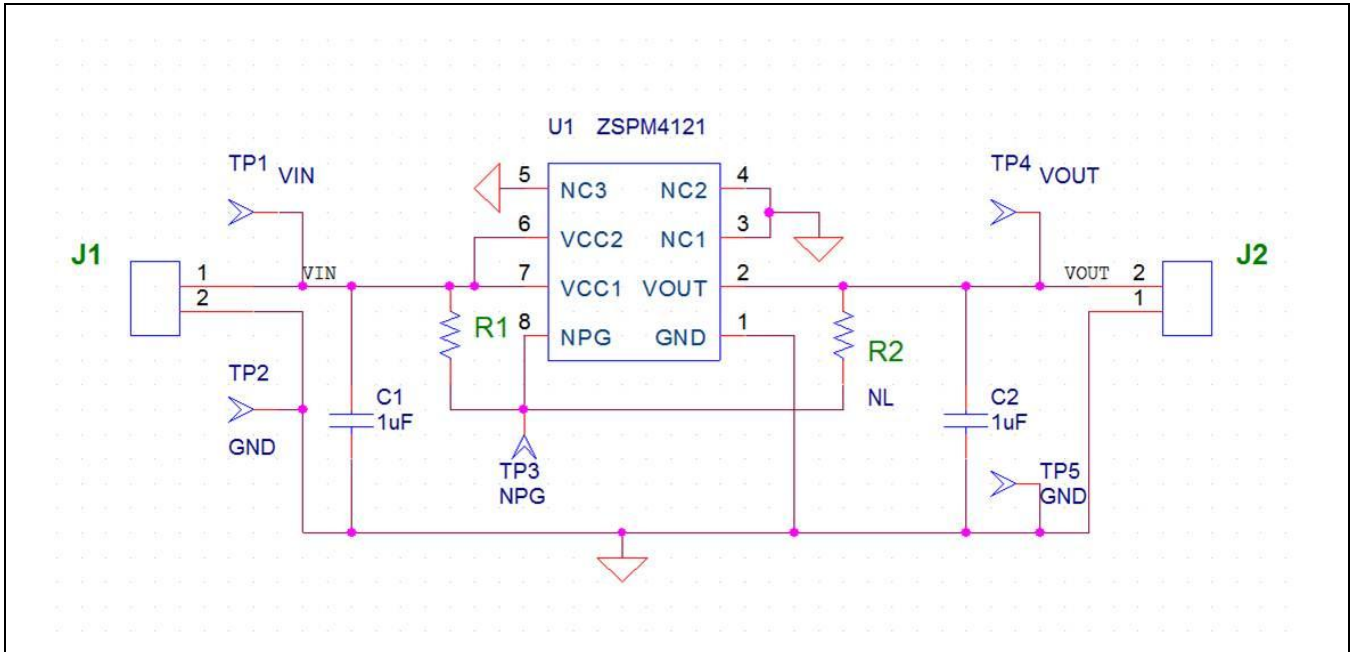 U1 ZSPM4121
TP1 VIN
TP4 VOUT
5 NC3 NC2 4
6 VCC2 NC1 3
J1
J2
1 VIN 7 VCC1 VOUT 2 VOUT 2
2 1
R1 8 NPG GND 1 R2
TP2
GND
C1
1uF
NL
C2
1uF
TP3
NPG
TP5
GND